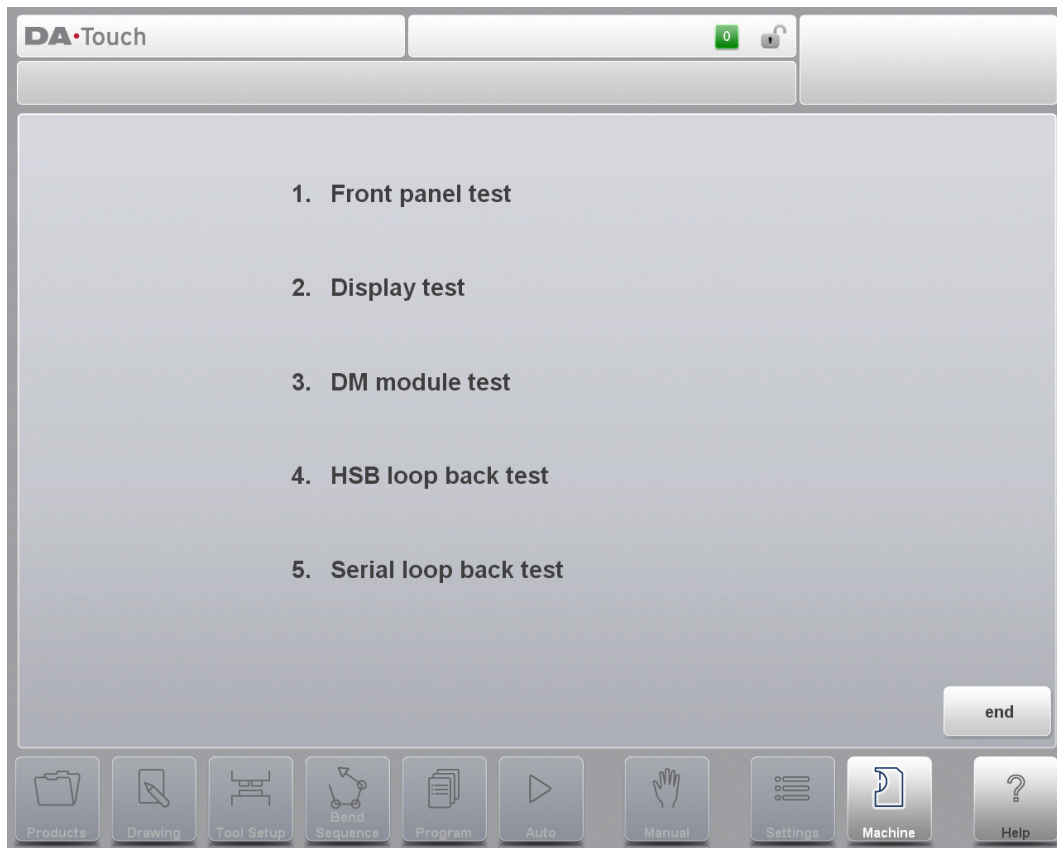 DA•Touch
0
1. Front panel test
2. Display test
3. DM module test
4. HSB loop back test
5. Serial loop back test
end
Products
Drawing
Tool Setup
Bend
Sequence
Program
Auto
Manual
Settings
Machine
?
Help